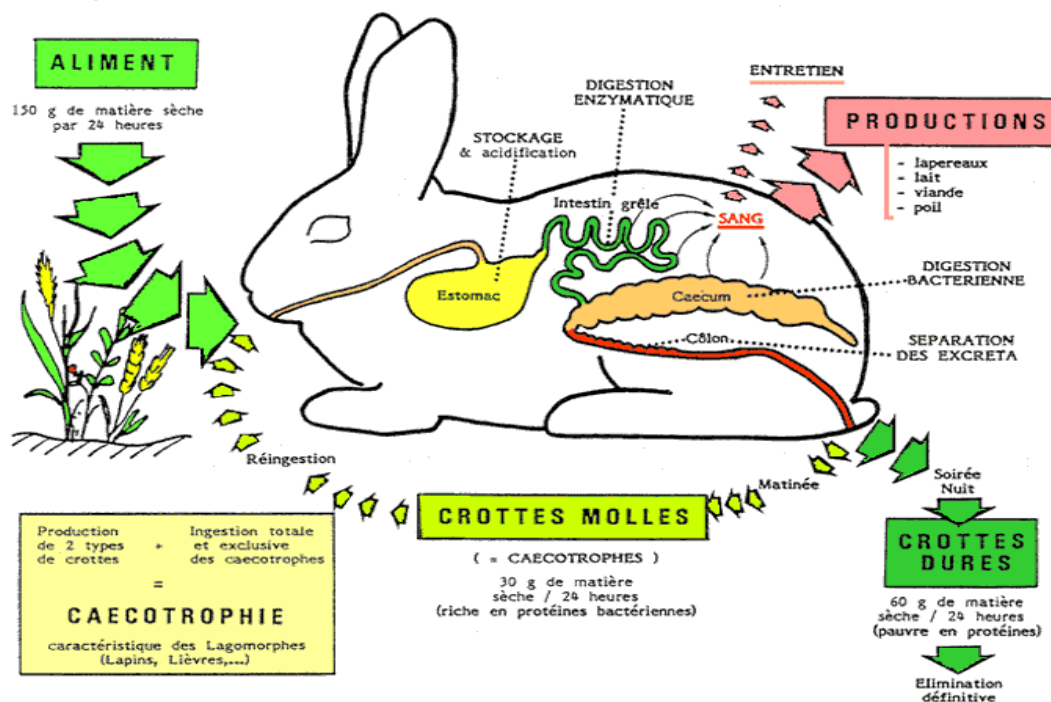 ALIMENT
150 g de matière sèche
par 24 heures
STOCKAGE
& acidification
DIGESTION
ENZYMATIQUE
ENTRETIEN
PRODUCTIONS
- lapereaux
- lait
- viande
- poil
Intestin grêle
SANG
Estomac
Caecum
DIGESTION
BACTERIENNE
Côlon
SEPARATION
DES EXCRETA
Réingestion
Matinée
Soirée
Nuit
CROTTES MOLLES
( = CAECOTROPHES )
30 g de matière
sèche / 24 heures
(riche en protéines bactériennes)
CROTTES
DURES
60 g de matière
sèche / 24 heures
(pauvre en protéines)
Elimination
définitive
Production
de 2 types
de crottes
+
Ingestion totale
et exclusive
des caecotrophes
=
CAECOTROPHIE
caractéristique des Lagomorphes
(Lapins, Lièvres,...)